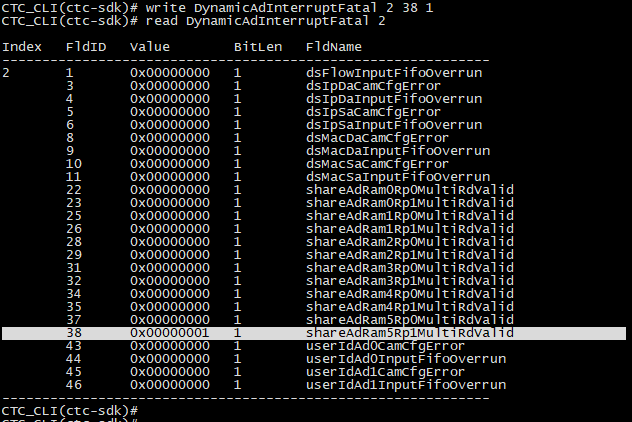 CTC_CLI(ctc-sdk)# write DynamicAdInterruptFatal 2 38 1
CTC_CLI(ctc-sdk)# read DynamicAdInterruptFatal 2
Index FldID Value BitLen FldName
-------------------------------------------------------------
2 1 0x00000000 1 dsFlowInputFifoOverrun
3 0x00000000 1 dsIpDaCamCfgError
4 0x00000000 1 dsIpDaInputFifoOverrun
5 0x00000000 1 dsIpSaCamCfgError
6 0x00000000 1 dsIpSaInputFifoOverrun
8 0x00000000 1 dsMacDaCamCfgError
9 0x00000000 1 dsMacDaInputFifoOverrun
10 0x00000000 1 dsMacSaCamCfgError
11 0x00000000 1 dsMacSaInputFifoOverrun
22 0x00000000 1 shareAdRam0Rp0MultiRdValid
23 0x00000000 1 shareAdRam0Rp1MultiRdValid
25 0x00000000 1 shareAdRam1Rp0MultiRdValid
26 0x00000000 1 shareAdRam1Rp1MultiRdValid
28 0x00000000 1 shareAdRam2Rp0MultiRdValid
29 0x00000000 1 shareAdRam2Rp1MultiRdValid
31 0x00000000 1 shareAdRam3Rp0MultiRdValid
32 0x00000000 1 shareAdRam3Rp1MultiRdValid
34 0x00000000 1 shareAdRam4Rp0MultiRdValid
35 0x00000000 1 shareAdRam4Rp1MultiRdValid
37 0x00000000 1 shareAdRam5Rp0MultiRdValid
38 0x00000001 1 shareAdRam5Rp1MultiRdValid
43 0x00000000 1 userIdAd0CamCfgError
44 0x00000000 1 userIdAd0InputFifoOverrun
45 0x00000000 1 userIdAd1CamCfgError
46 0x00000000 1 userIdAd1InputFifoOverrun
-------------------------------------------------------------
CTC_CLI(ctc-sdk)#
CTC_CLI(ctc-sdk)#